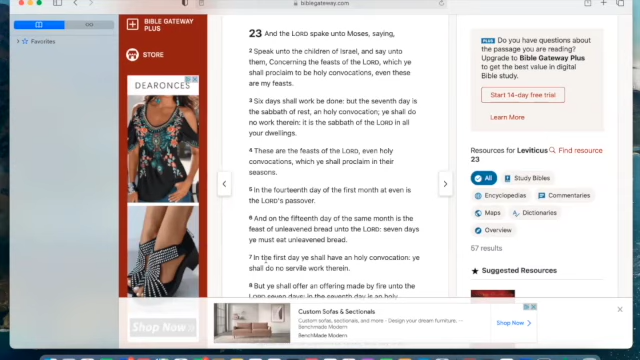 biblegateway.com
Favorites
BIBLE GATEWAY
PLUS
STORE
DEARONCES
Shop Now »
23 And the LORD spake unto Moses, saying,
2 Speak unto the children of Israel, and say unto
them, Concerning the feasts of the LORD, which ye
shall proclaim to be holy convocations, even these
are my feasts.
3 Six days shall work be done: but the seventh day is
the sabbath of rest, an holy convocation; ye shall do
no work therein: it is the sabbath of the LORD in all
your dwellings.
4 These are the feasts of the LORD, even holy
convocations, which ye shall proclaim in their
seasons.
5 In the fourteenth day of the first month at even is
the LORD's passover.
6 And on the fifteenth day of the same month is the
feast of unleavened bread unto the LORD: seven days
ye must eat unleavened bread.
7 In the first day ye shall have an holy convocation: ye
shall do no servile work therein.
8 But ye shall offer an offering made by fire unto the
LORD seven days: in the seventh day is an holy
PLUS Do you have questions about
the passage you are reading?
Upgrade to Bible Gateway Plus
to get the best value in digital
Bible study.
Start 14-day free trial
Learn More
Resources for Leviticus
23
Find resource
All
Study Bibles
Encyclopedias
Commentaries
Maps
Dictionaries
Overview
57 results
Suggested Resources
Custom Sofas & Sectionals
Custom sofas, sectionals, and more - Design your dream furniture. –
Benchmade Modern
BenchMade Modern
Shop Now